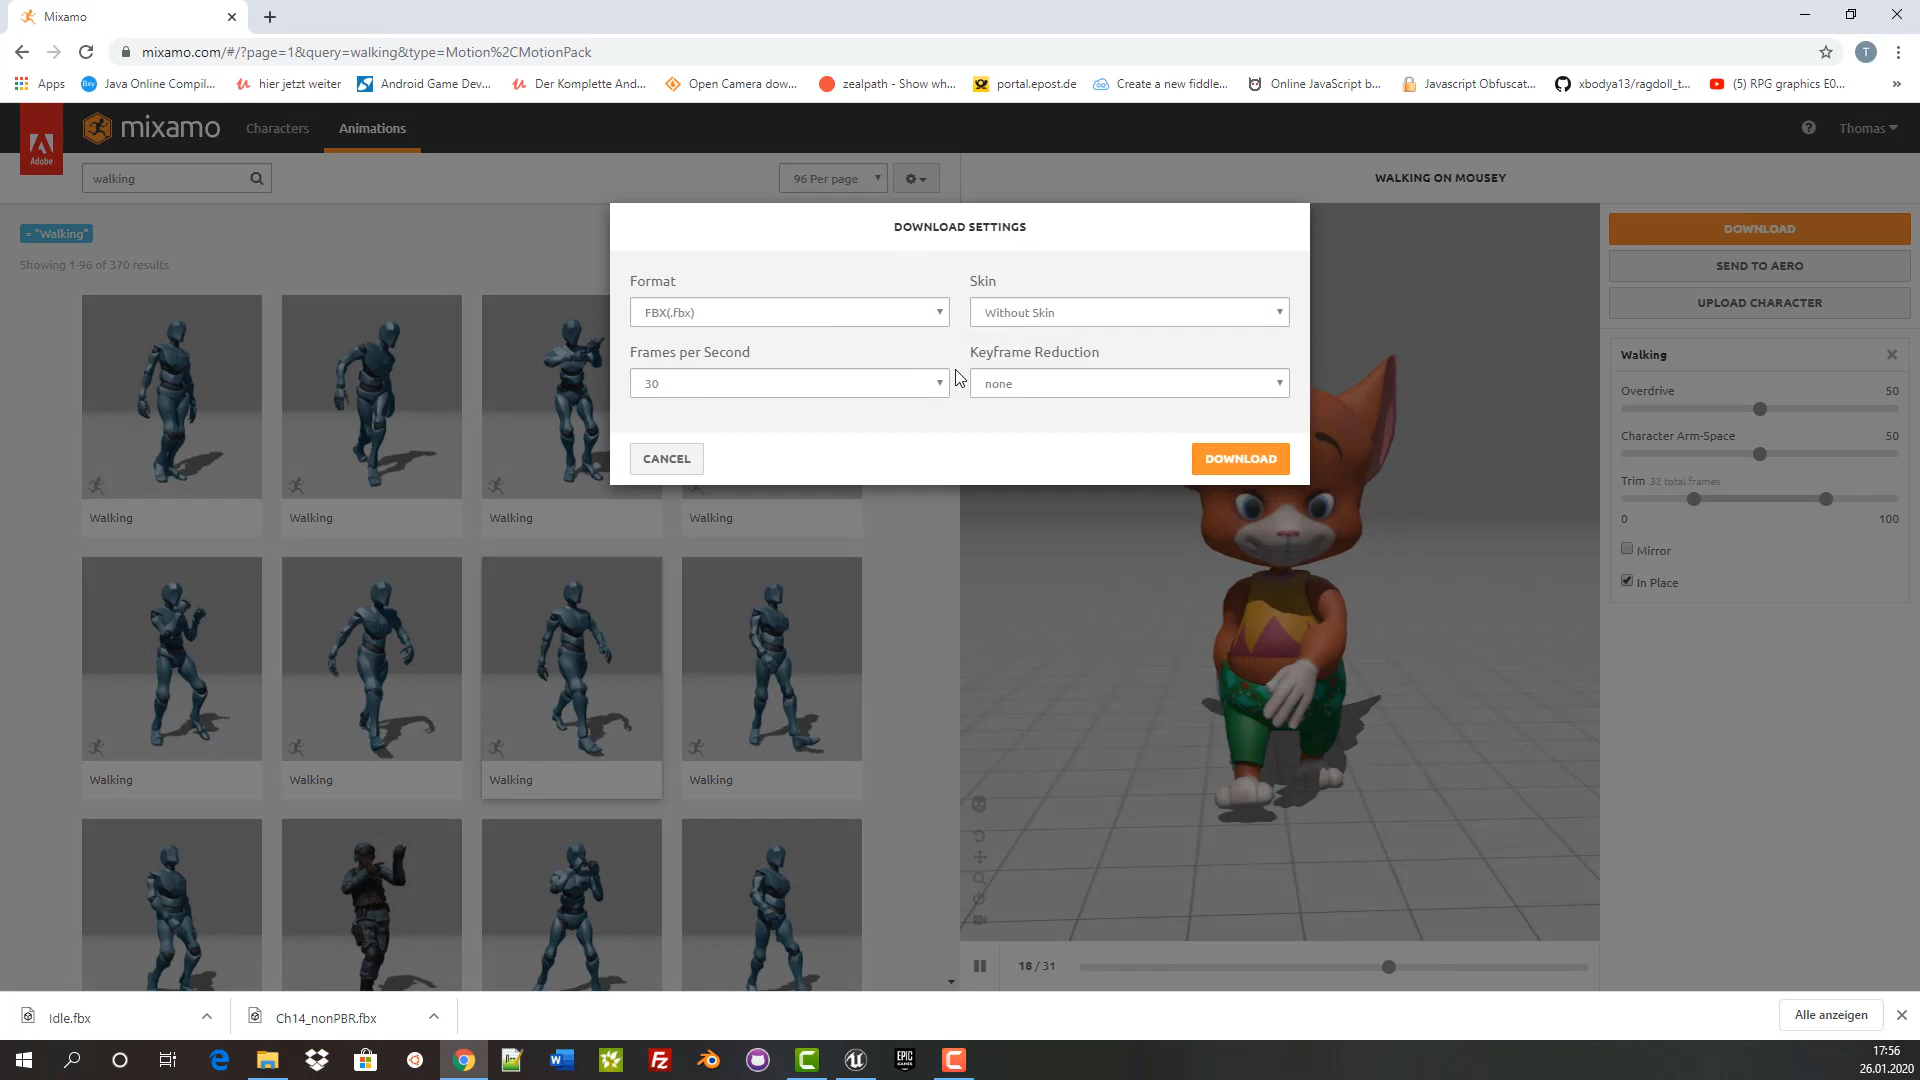 Mixamo
mixamo.com/#/?page=1&query=walking&type=Motion%2CMotionPack
T
Apps
Java Online Compil...
hier jetzt weiter
Android Game Dev...
Der Komplette And...
Open Camera dow...
zealpath - Show wh...
portal.epost.de
Create a new fiddle...
Online JavaScript b...
Javascript Obfuscat...
xbodya13/ragdoll_t...
(5) RPG graphics E0...
»
Adobe
mixamo
Characters
Animations
Thomas
walking
96 Per page
WALKING ON MOUSEY
× "Walking"
Showing 1-96 of 370 results
DOWNLOAD SETTINGS
Format
Skin
FBX(.fbx)
Without Skin
Frames per Second
Keyframe Reduction
30
none
CANCEL
DOWNLOAD
DOWNLOAD
SEND TO AERO
UPLOAD CHARACTER
Walking
Overdrive 50
Character Arm-Space 50
Trim 32 total frames
0 100
Mirror
In Place
Walking
Walking
Walking
Walking
Walking
Walking
Walking
Walking
18 / 31
Idle.fbx
Ch14_nonPBR.fbx
Alle anzeigen
EPIC GAMES
17:56
26.01.2020